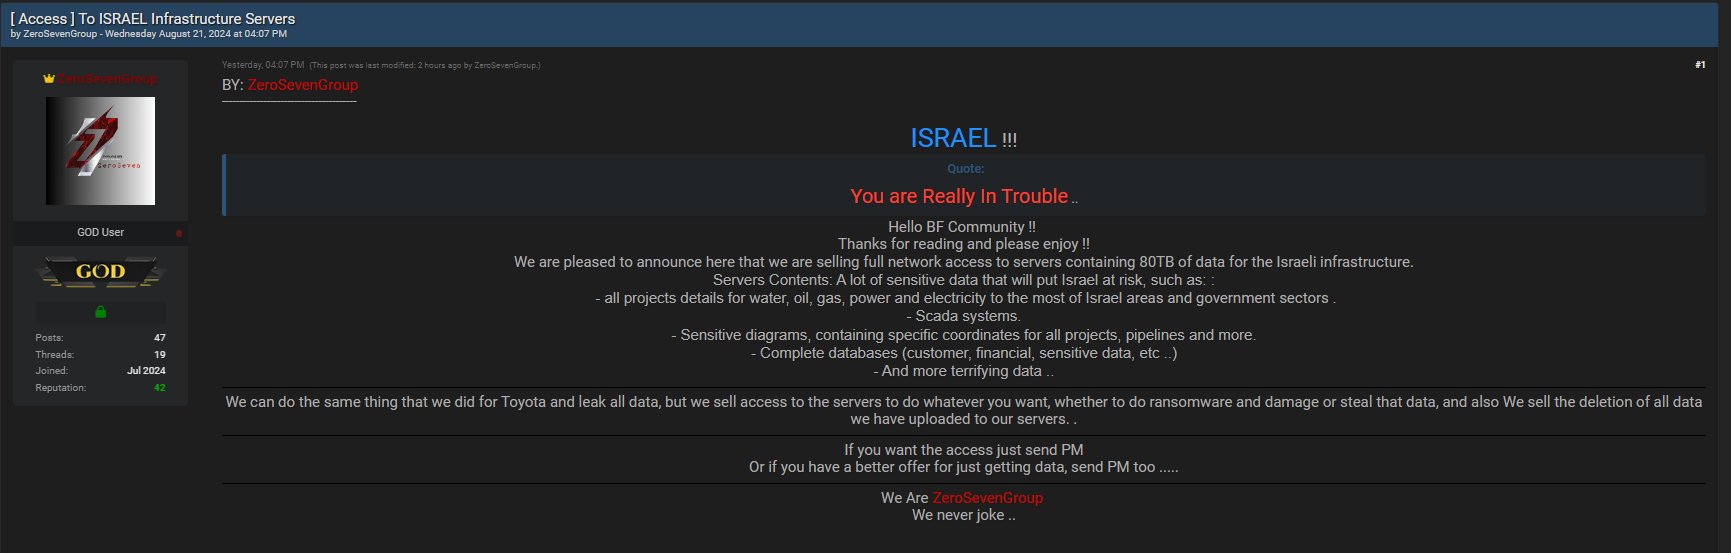 [ Access ] To ISRAEL Infrastructure Servers
by ZeroSevenGroup - Wednesday August 21, 2024 at 04:07 PM
ZeroSevenGroup
ZeroSeven
GOD User
GOD
Posts: 47
Threads: 19
Joined: Jul 2024
Reputation: 42
Yesterday, 04:07 PM (This post was last modified: 2 hours ago by ZeroSevenGroup.)
#1
BY: ZeroSevenGroup
----------------------------------------
ISRAEL !!!
Quote:
You are Really In Trouble ..
Hello BF Community !!
Thanks for reading and please enjoy !!
We are pleased to announce here that we are selling full network access to servers containing 80TB of data for the Israeli infrastructure.
Servers Contents: A lot of sensitive data that will put Israel at risk, such as: :
- all projects details for water, oil, gas, power and electricity to the most of Israel areas and government sectors .
- Scada systems.
- Sensitive diagrams, containing specific coordinates for all projects, pipelines and more.
- Complete databases (customer, financial, sensitive data, etc ..)
- And more terrifying data ..
We can do the same thing that we did for Toyota and leak all data, but we sell access to the servers to do whatever you want, whether to do ransomware and damage or steal that data, and also We sell the deletion of all data
we have uploaded to our servers. .
If you want the access just send PM
Or if you have a better offer for just getting data, send PM too .....
We Are ZeroSevenGroup
We never joke ..